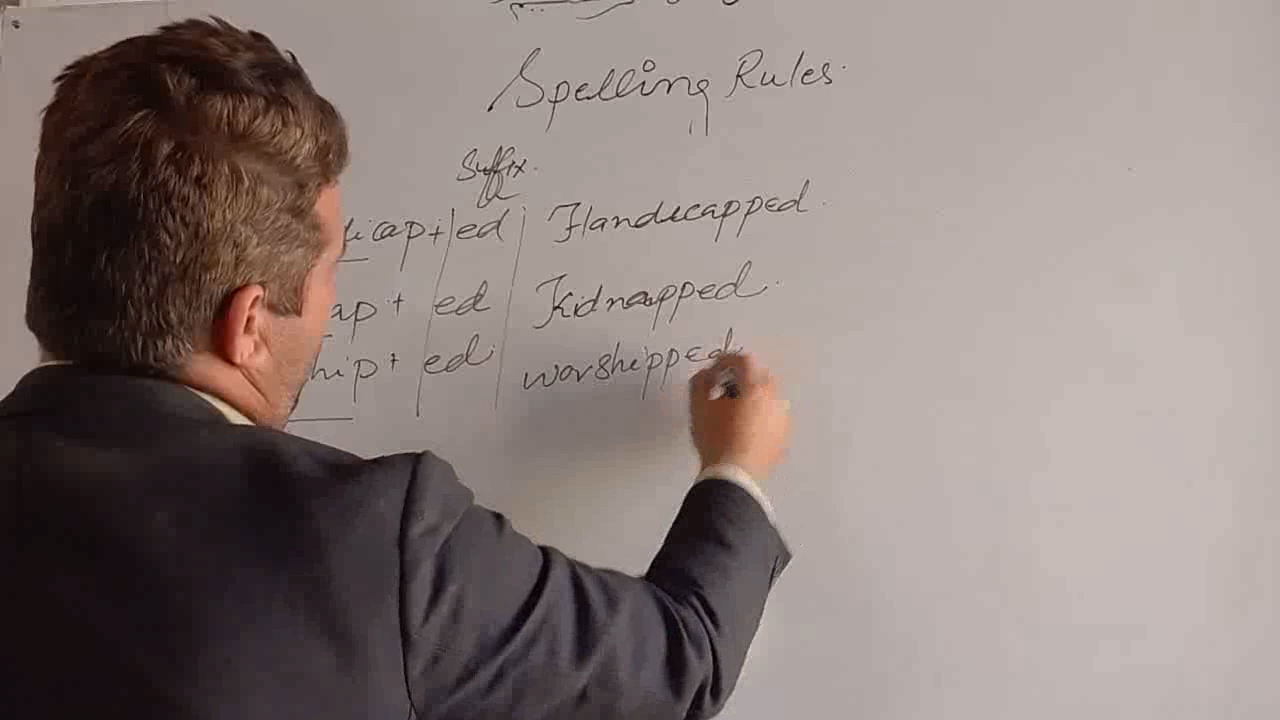 Spelling Rules.
Suffix.
icap + ed Handicapped.
ap + ed Kidnapped.
hip + ed worshipped